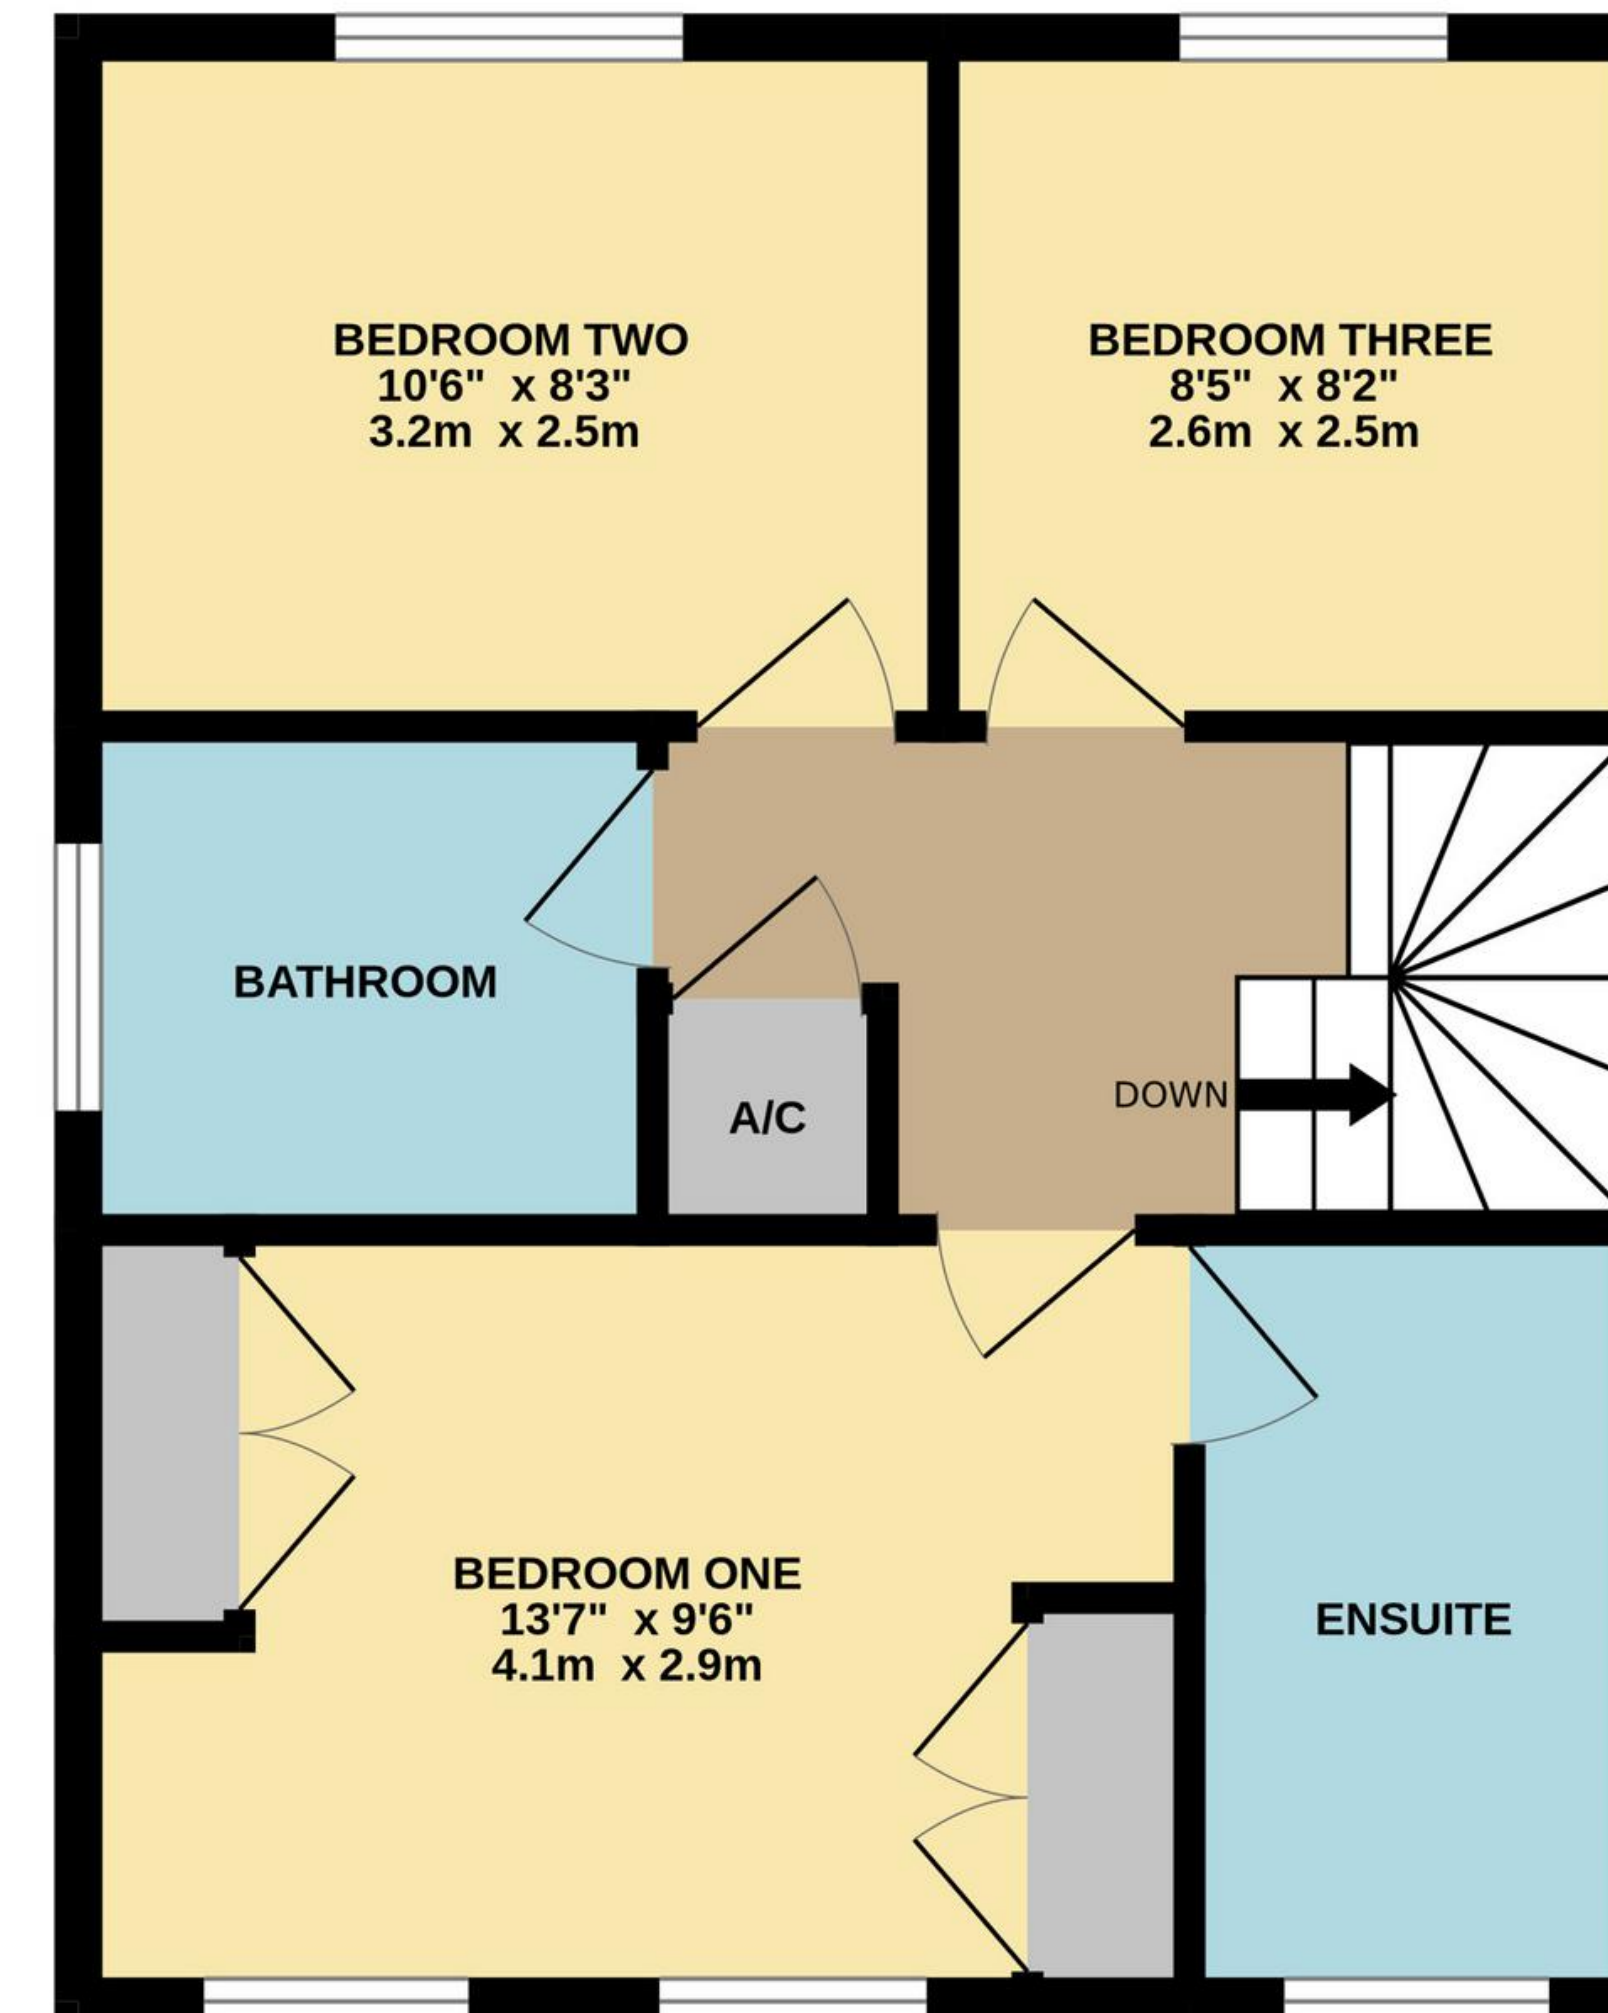 BEDROOM TWO
10'6"  x 8'3"
3.2m  x 2.5m
BEDROOM THREE
8'5"  x 8'2"
2.6m  x 2.5m
BATHROOM
A/C
DOWN
BEDROOM ONE
13'7"  x 9'6"
4.1m  x 2.9m
ENSUITE